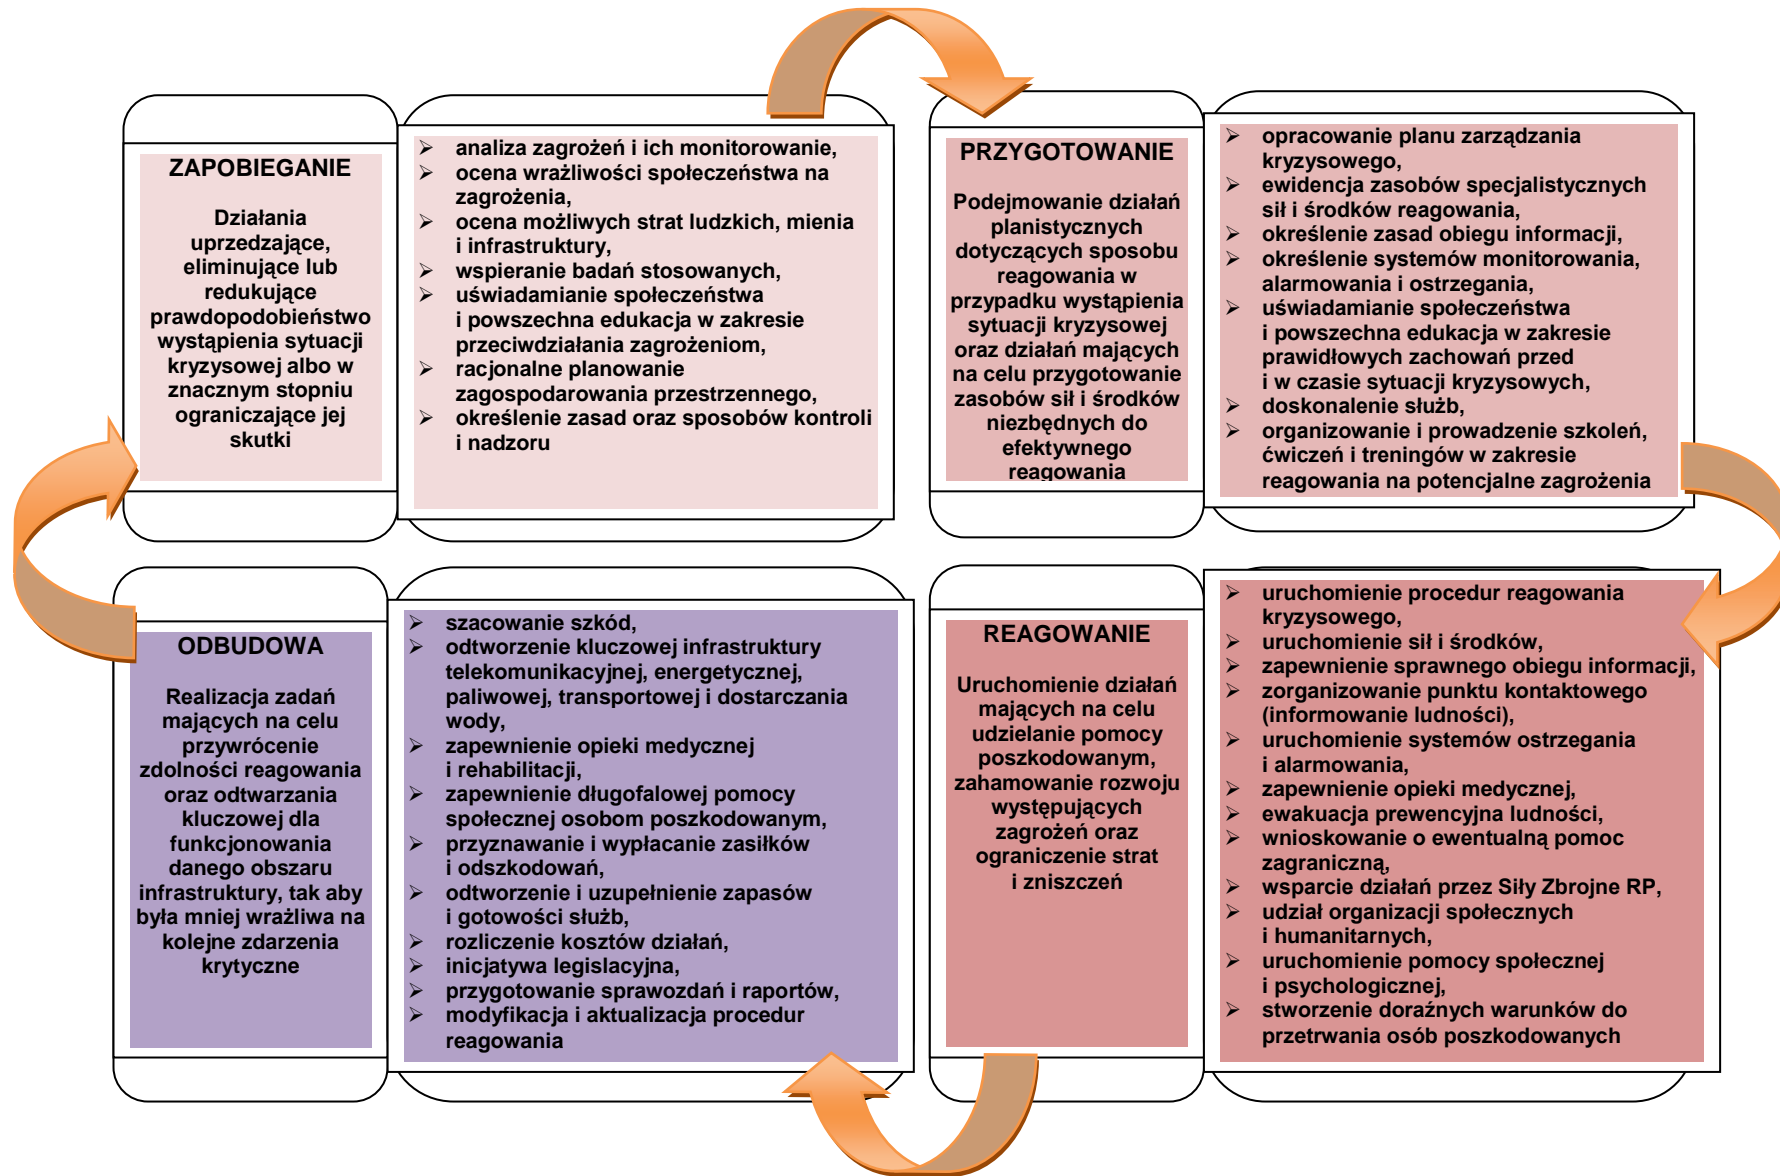 ZAPOBIEGANIE
Działania
uprzedzające,
eliminujące lub
redukujące
prawdopodobieństwo
wystąpienia sytuacji
kryzysowej albo w
znacznym stopniu
ograniczające jej
skutki
➢ analiza zagrożeń i ich monitorowanie,
➢ ocena wrażliwości społeczeństwa na
zagrożenia,
➢ ocena możliwych strat ludzkich, mienia
i infrastruktury,
➢ wspieranie badań stosowanych,
➢ uświadamianie społeczeństwa
i powszechna edukacja w zakresie
przeciwdziałania zagrożeniom,
➢ racjonalne planowanie
zagospodarowania przestrzennego,
➢ określenie zasad oraz sposobów kontroli
i nadzoru
PRZYGOTOWANIE
Podejmowanie działań
planistycznych
dotyczących sposobu
reagowania w
przypadku wystąpienia
sytuacji kryzysowej
oraz działań mających
na celu przygotowanie
zasobów sił i środków
niezbędnych do
efektywnego
reagowania
➢ opracowanie planu zarządzania
kryzysowego,
➢ ewidencja zasobów specjalistycznych
sił i środków reagowania,
➢ określenie zasad obiegu informacji,
➢ określenie systemów monitorowania,
alarmowania i ostrzegania,
➢ uświadamianie społeczeństwa
i powszechna edukacja w zakresie
prawidłowych zachowań przed
i w czasie sytuacji kryzysowych,
➢ doskonalenie służb,
➢ organizowanie i prowadzenie szkoleń,
ćwiczeń i treningów w zakresie
reagowania na potencjalne zagrożenia
ODBUDOWA
Realizacja zadań
mających na celu
przywrócenie
zdolności reagowania
oraz odtwarzania
kluczowej dla
funkcjonowania
danego obszaru
infrastruktury, tak aby
była mniej wrażliwa na
kolejne zdarzenia
krytyczne
➢ szacowanie szkód,
➢ odtworzenie kluczowej infrastruktury
telekomunikacyjnej, energetycznej,
paliwowej, transportowej i dostarczania
wody,
➢ zapewnienie opieki medycznej
i rehabilitacji,
➢ zapewnienie długofalowej pomocy
społecznej osobom poszkodowanym,
➢ przyznawanie i wypłacanie zasiłków
i odszkodowań,
➢ odtworzenie i uzupełnienie zapasów
i gotowości służb,
➢ rozliczenie kosztów działań,
➢ inicjatywa legislacyjna,
➢ przygotowanie sprawozdań i raportów,
➢ modyfikacja i aktualizacja procedur
reagowania
REAGOWANIE
Uruchomienie działań
mających na celu
udzielanie pomocy
poszkodowanym,
zahamowanie rozwoju
występujących
zagrożeń oraz
ograniczenie strat
i zniszczeń
➢ uruchomienie procedur reagowania
kryzysowego,
➢ uruchomienie sił i środków,
➢ zapewnienie sprawnego obiegu informacji,
➢ zorganizowanie punktu kontaktowego
(informowanie ludności),
➢ uruchomienie systemów ostrzegania
i alarmowania,
➢ zapewnienie opieki medycznej,
➢ ewakuacja prewencyjna ludności,
➢ wnioskowanie o ewentualną pomoc
zagraniczną,
➢ wsparcie działań przez Siły Zbrojne RP,
➢ udział organizacji społecznych
i humanitarnych,
➢ uruchomienie pomocy społecznej
i psychologicznej,
➢ stworzenie doraźnych warunków do
przetrwania osób poszkodowanych